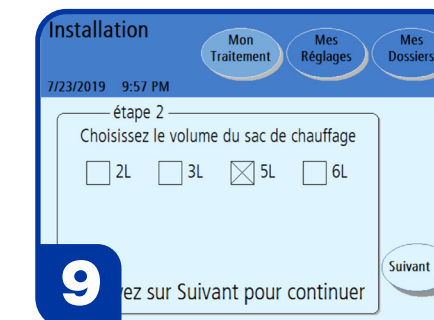 Installation
Mon
Traitement
Mes
Réglages
Mes
Dossiers
7/23/2019 9:57 PM
étape 2
Choisissez le volume du sac de chauffage
2L 3L 5L 6L
Suivant
9
sur Suivant pour continuer